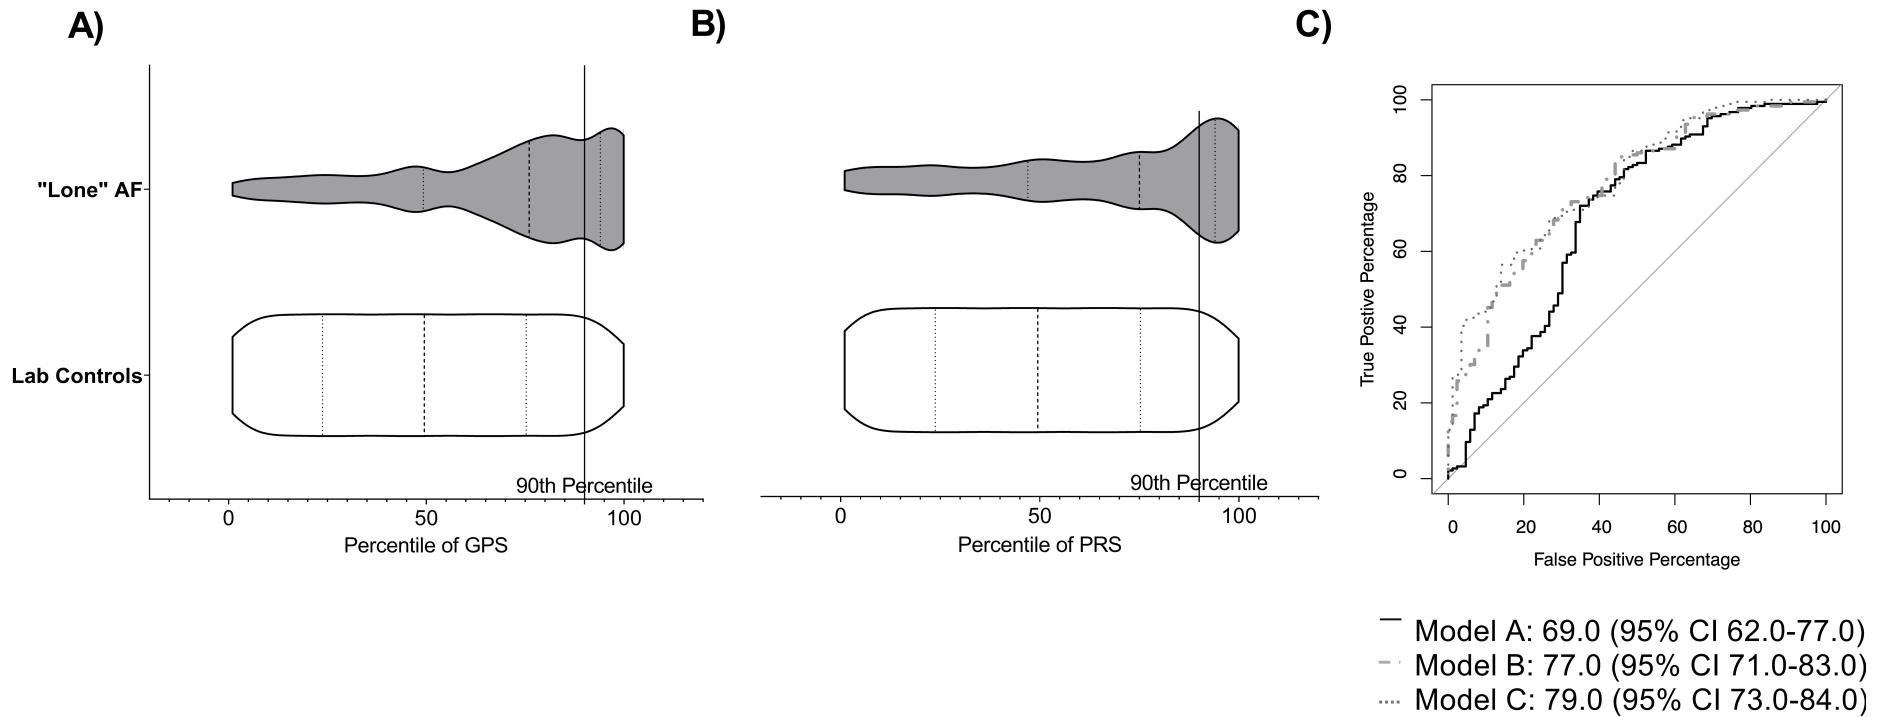 A)
B)
C)
"Lone" AF
Lab Controls
90th Percentile
0 50 100
Percentile of GPS
90th Percentile
0 50 100
Percentile of PRS
True Postive Percentage
100
80
60
40
20
0
0 20 40 60 80 100
False Positive Percentage
Model A: 69.0 (95% CI 62.0-77.0)
Model B: 77.0 (95% CI 71.0-83.0)
Model C: 79.0 (95% CI 73.0-84.0)